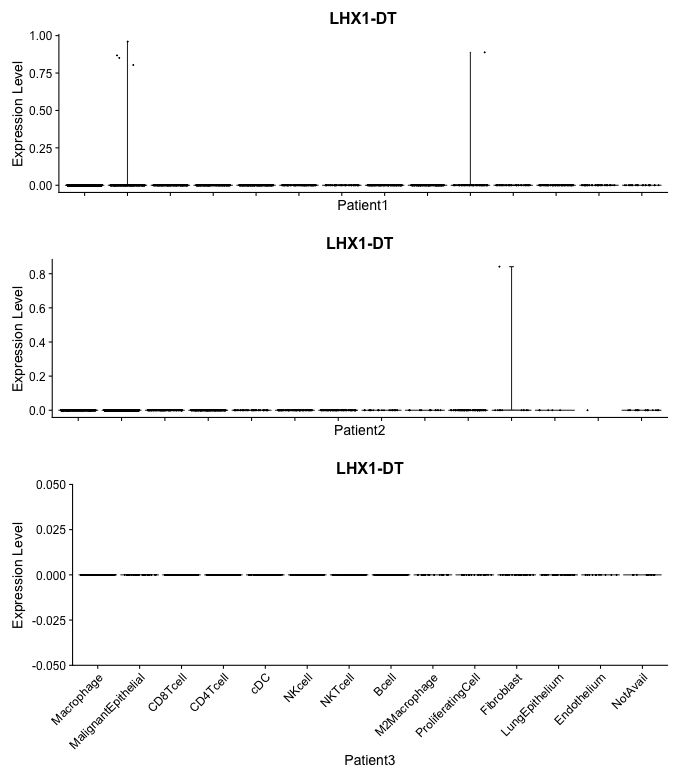 LHX1-DT
Expression Level
1.00
0.75
0.50
0.25
0.00
Patient1
LHX1-DT
Expression Level
0.8
0.6
0.4
0.2
0.0
Patient2
LHX1-DT
Expression Level
0.050
0.025
0.000
-0.025
-0.050
Macrophage
MalignantEpithelial
CD8Tcell
CD4Tcell
cDC
NKcell
NKTcell
Bcell
M2Macrophage
ProliferatingCell
Fibroblast
LungEpithelium
Endothelium
NotAvail
Patient3